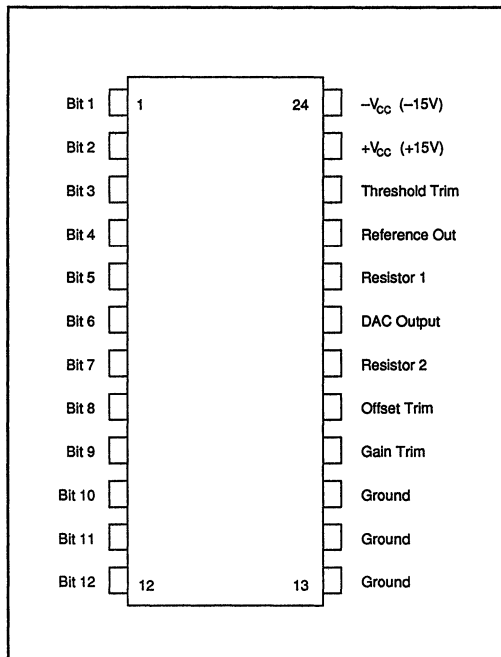 Bit 1 1 24 –VCC (–15V)
Bit 2 +VCC (+15V)
Bit 3 Threshold Trim
Bit 4 Reference Out
Bit 5 Resistor 1
Bit 6 DAC Output
Bit 7 Resistor 2
Bit 8 Offset Trim
Bit 9 Gain Trim
Bit 10 Ground
Bit 11 Ground
Bit 12 12 13 Ground